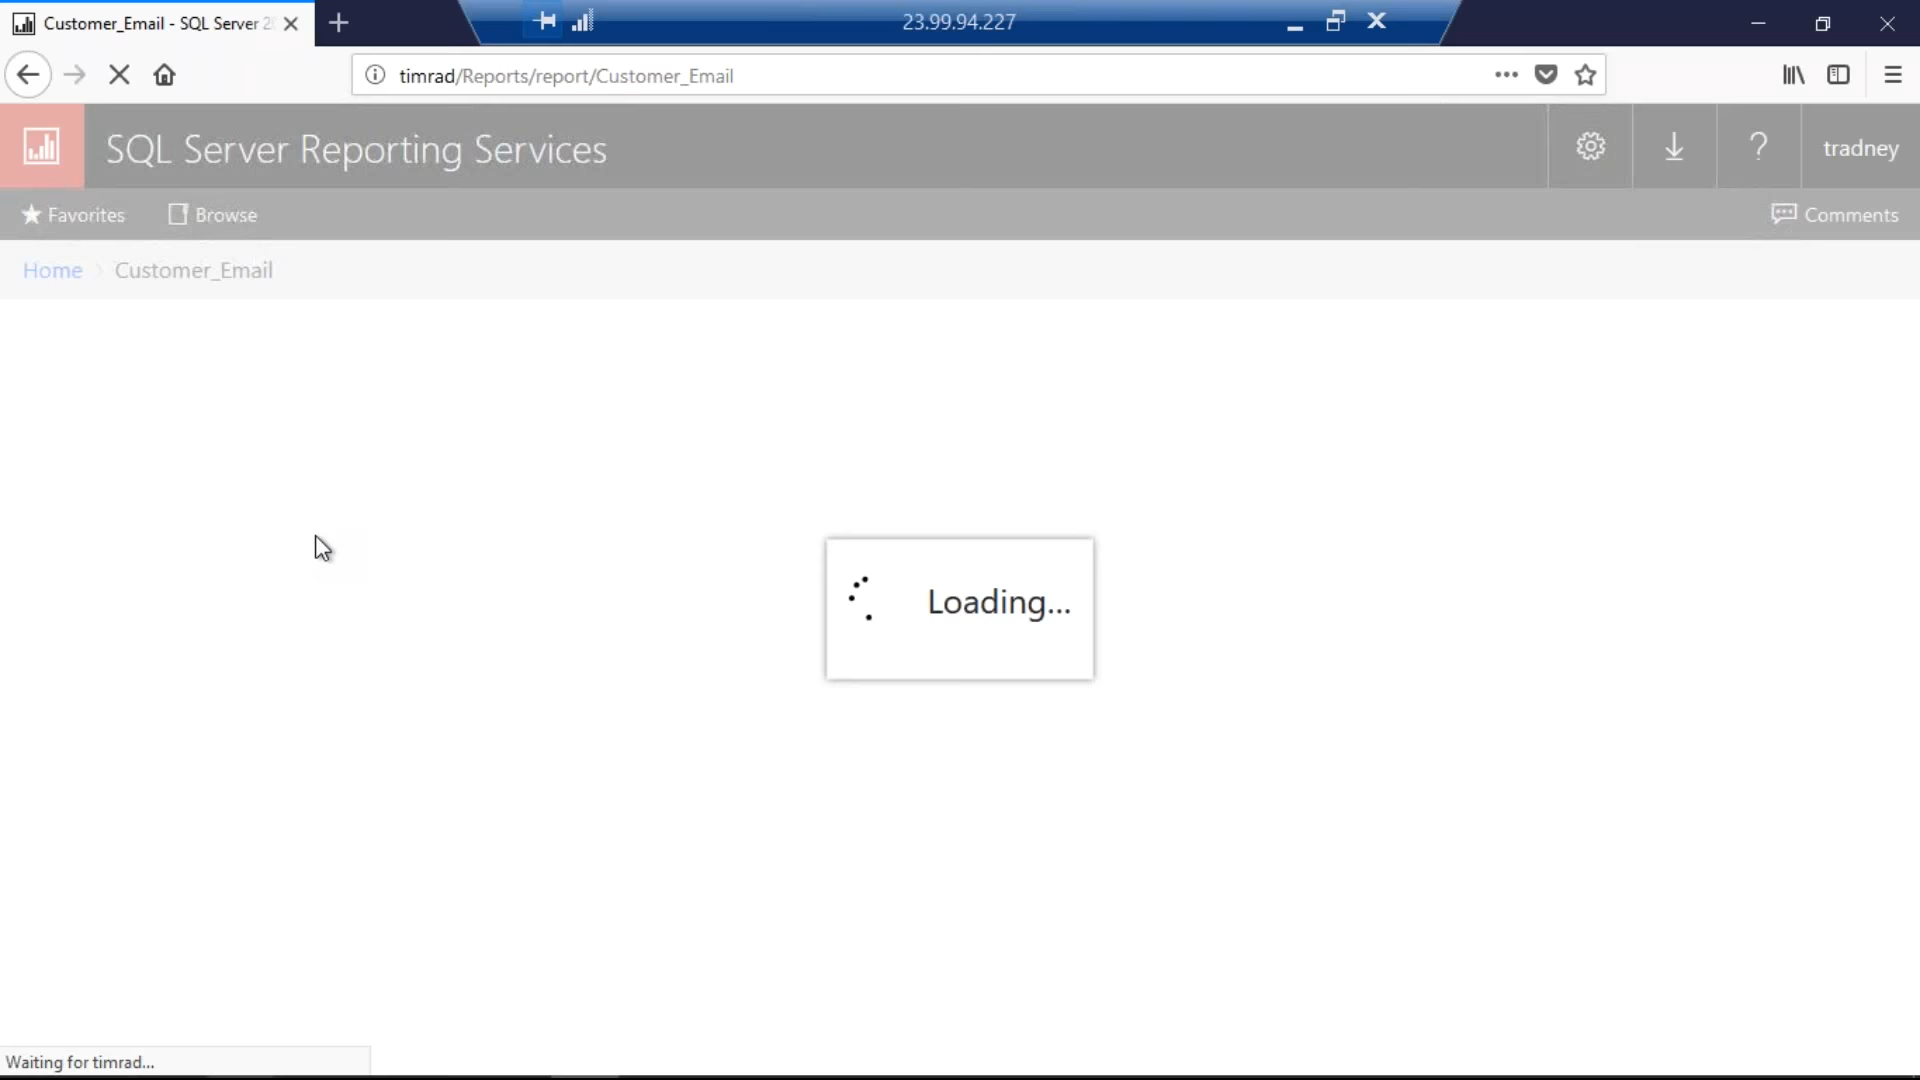 Customer_Email - SQL Server 2
23.99.94.227
timrad/Reports/report/Customer_Email
SQL Server Reporting Services
? tradney
Favorites Browse Comments
Home Customer_Email
Loading...
Waiting for timrad...